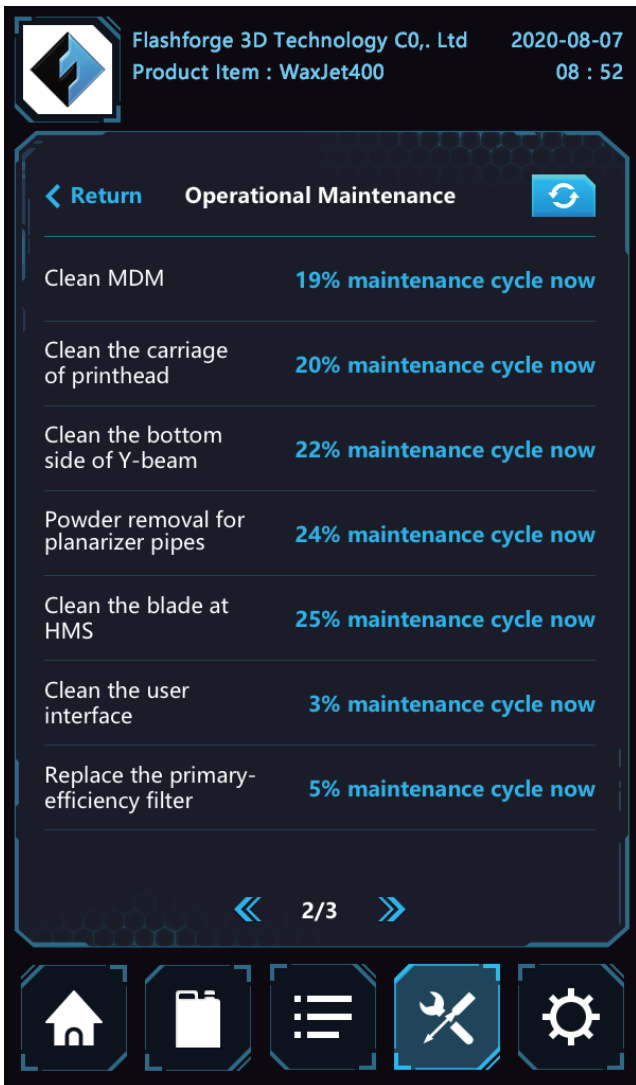 Flashforge 3D Technology C0,. Ltd 2020-08-07
Product Item : WaxJet400 08 : 52
Return Operational Maintenance
Clean MDM 19% maintenance cycle now
Clean the carriage
of printhead 20% maintenance cycle now
Clean the bottom
side of Y-beam 22% maintenance cycle now
Powder removal for
planarizer pipes 24% maintenance cycle now
Clean the blade at
HMS 25% maintenance cycle now
Clean the user
interface 3% maintenance cycle now
Replace the primary-
efficiency filter 5% maintenance cycle now
2/3